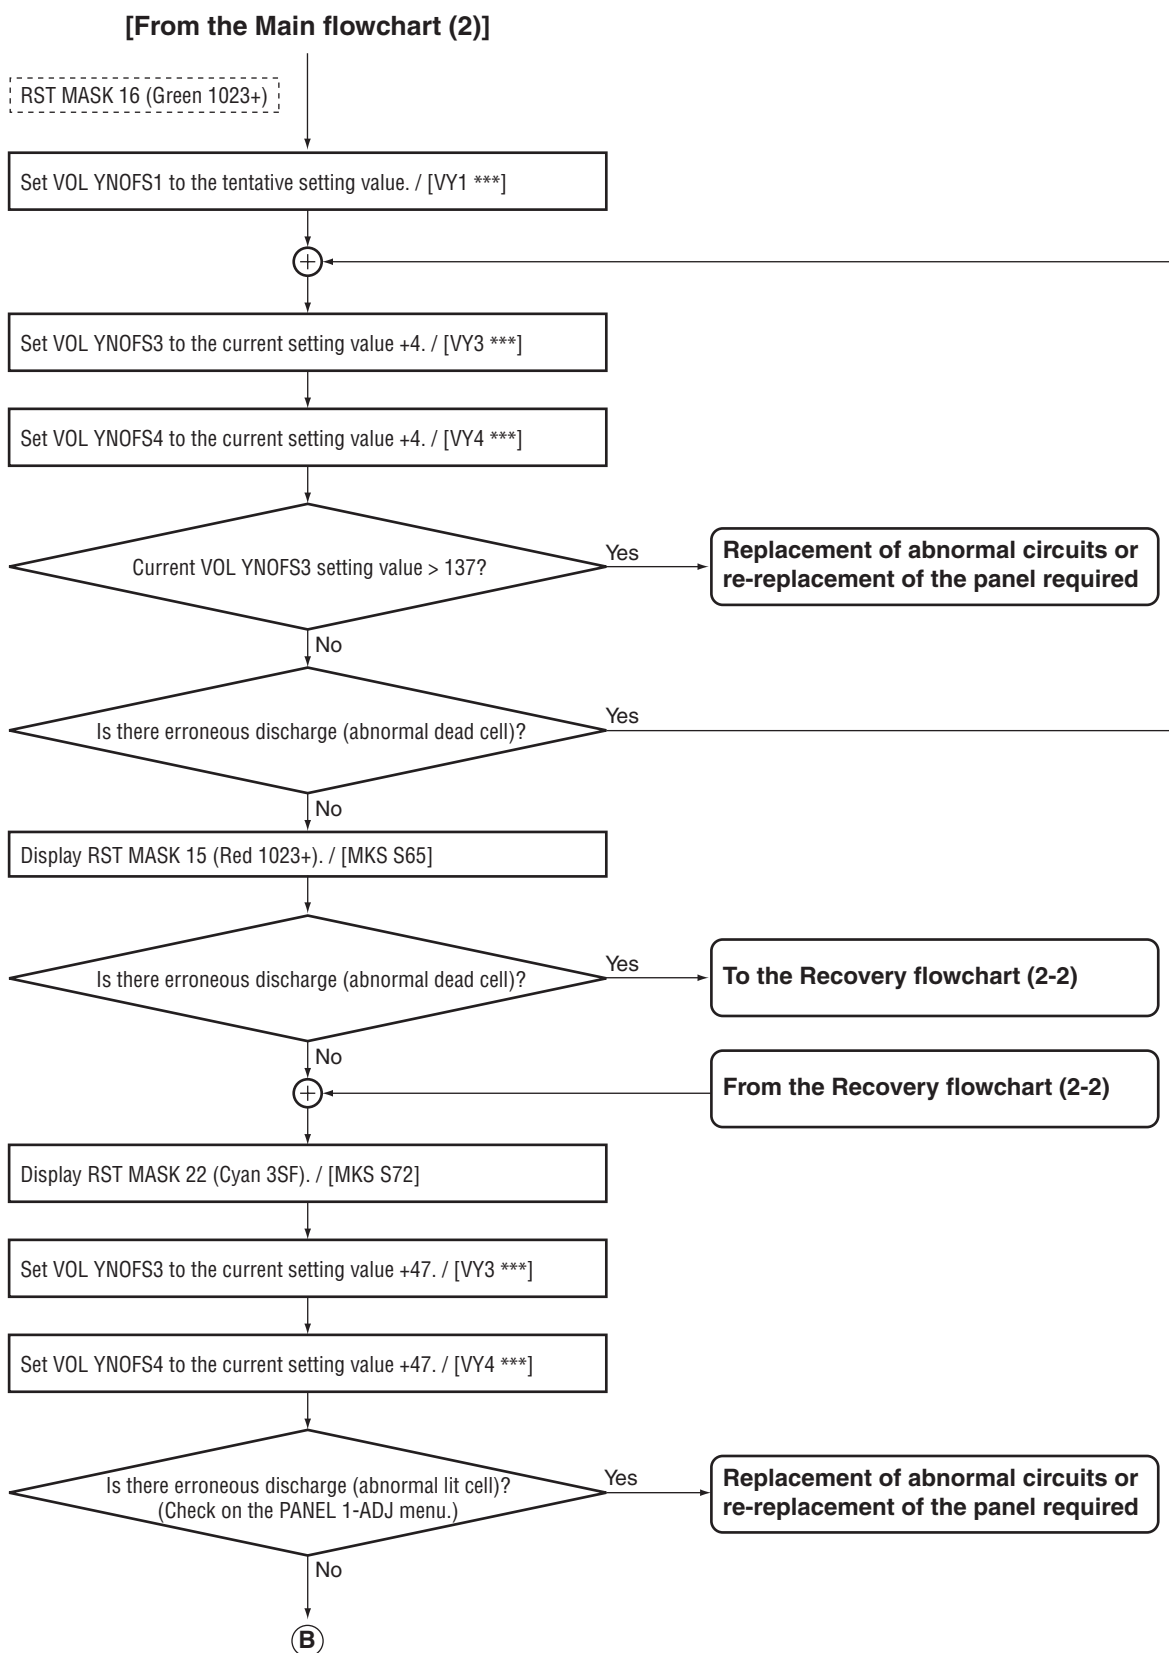 [From the Main flowchart (2)]
RST MASK 16 (Green 1023+)
Set VOL YNOFS1 to the tentative setting value. / [VY1 ***]
+
Set VOL YNOFS3 to the current setting value +4. / [VY3 ***]
Set VOL YNOFS4 to the current setting value +4. / [VY4 ***]
Current VOL YNOFS3 setting value > 137?
Yes
Replacement of abnormal circuits or
re-replacement of the panel required
No
Is there erroneous discharge (abnormal dead cell)?
Yes
No
Display RST MASK 15 (Red 1023+). / [MKS S65]
Is there erroneous discharge (abnormal dead cell)?
Yes
To the Recovery flowchart (2-2)
No
From the Recovery flowchart (2-2)
+
Display RST MASK 22 (Cyan 3SF). / [MKS S72]
Set VOL YNOFS3 to the current setting value +47. / [VY3 ***]
Set VOL YNOFS4 to the current setting value +47. / [VY4 ***]
Is there erroneous discharge (abnormal lit cell)?
(Check on the PANEL 1-ADJ menu.)
Yes
Replacement of abnormal circuits or
re-replacement of the panel required
No
B